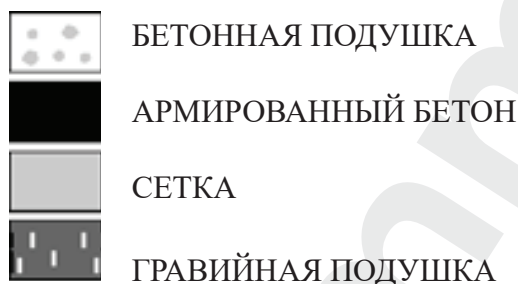 БЕТОННАЯ ПОДУШКА
АРМИРОВАННЫЙ БЕТОН
СЕТКА
ГРАВИЙНАЯ ПОДУШКА